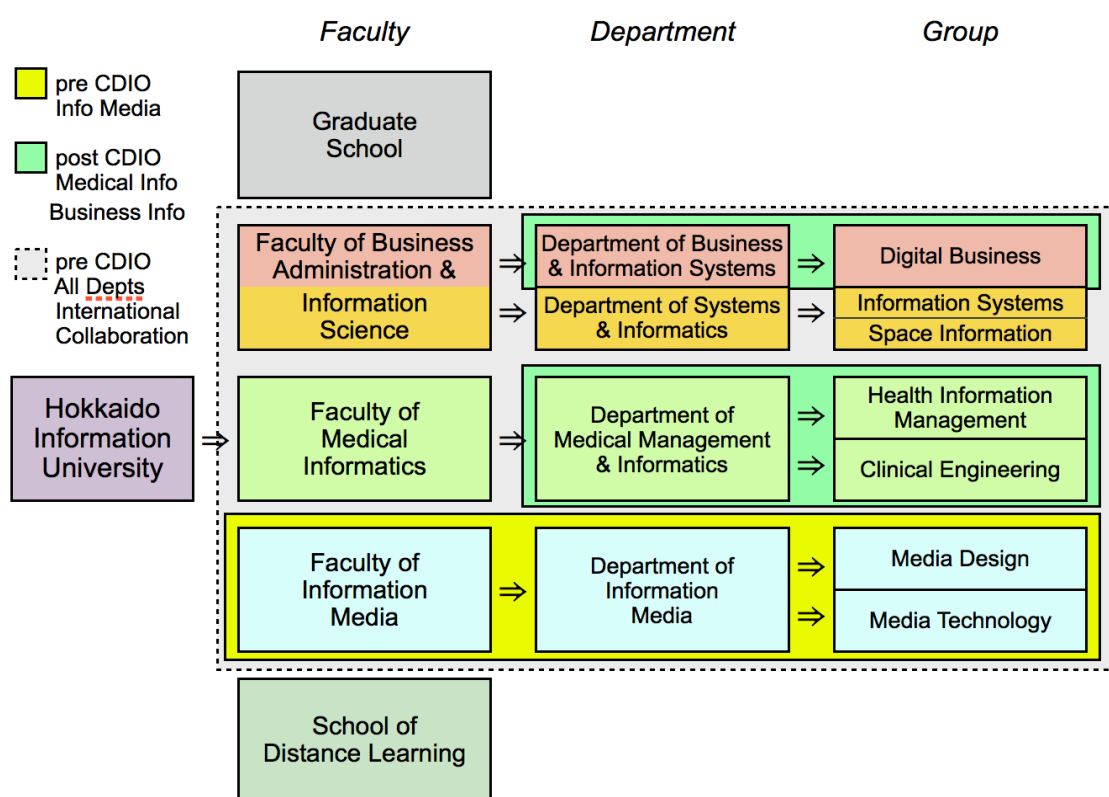 Faculty
Department
Group
pre CDIO
Info Media
post CDIO
Medical Info
Business Info
pre CDIO
All Depts
International
Collaboration
Graduate
School
Faculty of Business
Administration &
Information
Science
⇒
Department of Business
& Information Systems
⇒
Digital Business
⇒
Department of Systems
& Informatics
⇒
Information Systems
Space Information
Hokkaido
Information
University
⇒
Faculty of
Medical
Informatics
⇒
Department of
Medical Management
& Informatics
⇒
Health Information
Management
⇒
Clinical Engineering
Faculty of
Information
Media
⇒
Department of
Information
Media
⇒
Media Design
⇒
Media Technology
School of
Distance Learning